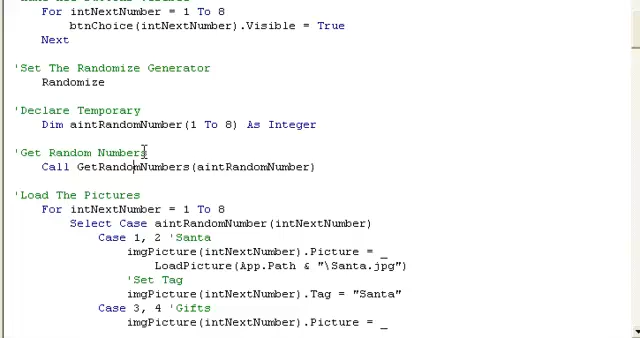 For intNextNumber = 1 To 8
btnChoice(intNextNumber).Visible = True
Next
'Set The Randomize Generator
Randomize
'Declare Temporary
Dim aintRandomNumber(1 To 8) As Integer
'Get Random Numbers
Call GetRandomNumbers(aintRandomNumber)
'Load The Pictures
For intNextNumber = 1 To 8
Select Case aintRandomNumber(intNextNumber)
Case 1, 2 'Santa
imgPicture(intNextNumber).Picture = _
LoadPicture(App.Path & "\Santa.jpg")
'Set Tag
imgPicture(intNextNumber).Tag = "Santa"
Case 3, 4 'Gifts
imgPicture(intNextNumber).Picture = _